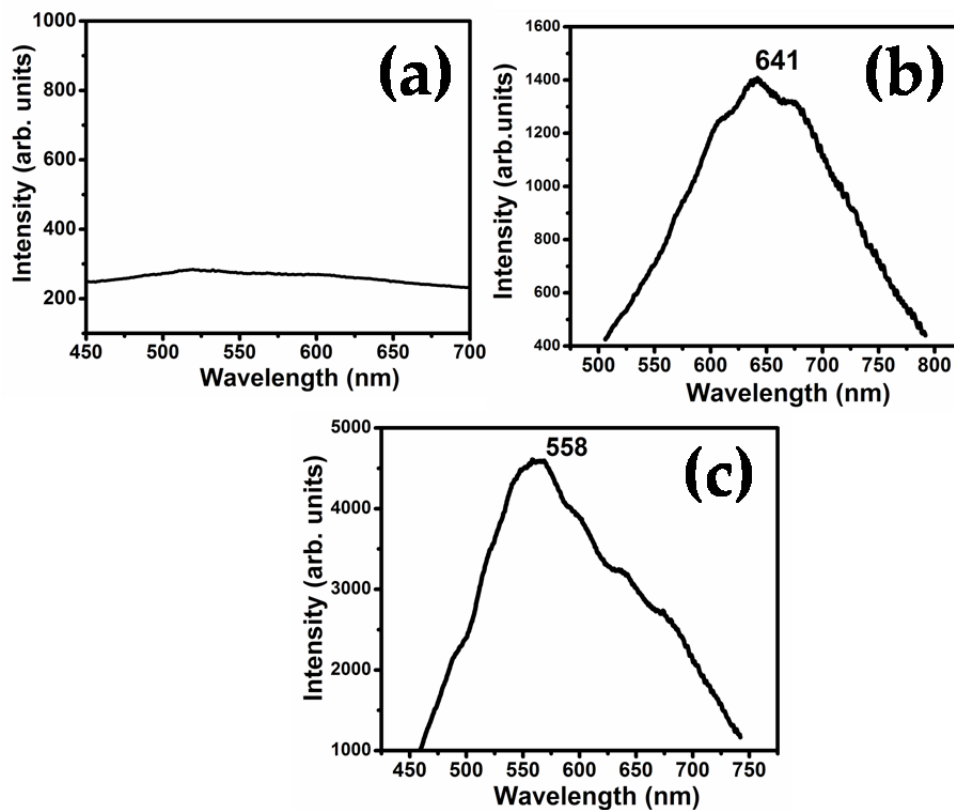 (a)
Intensity (arb. units)
1000
800
600
400
200
450 500 550 600 650 700
Wavelength (nm)
(b)
641
Intensity (arb.units)
1600
1400
1200
1000
800
600
400
500 550 600 650 700 750 800
Wavelength (nm)
(c)
558
Intensity (arb. units)
5000
4000
3000
2000
1000
450 500 550 600 650 700 750
Wavelength (nm)